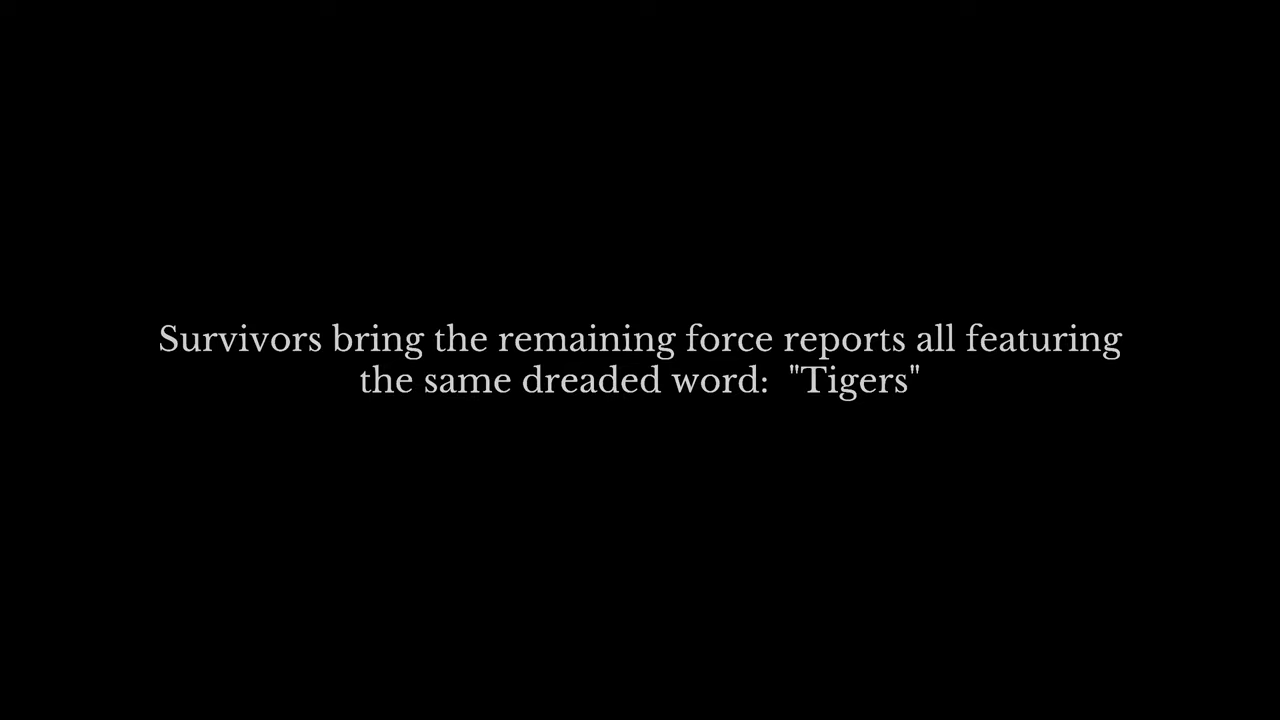 Survivors bring the remaining force reports all featuring
the same dreaded word:  "Tigers"